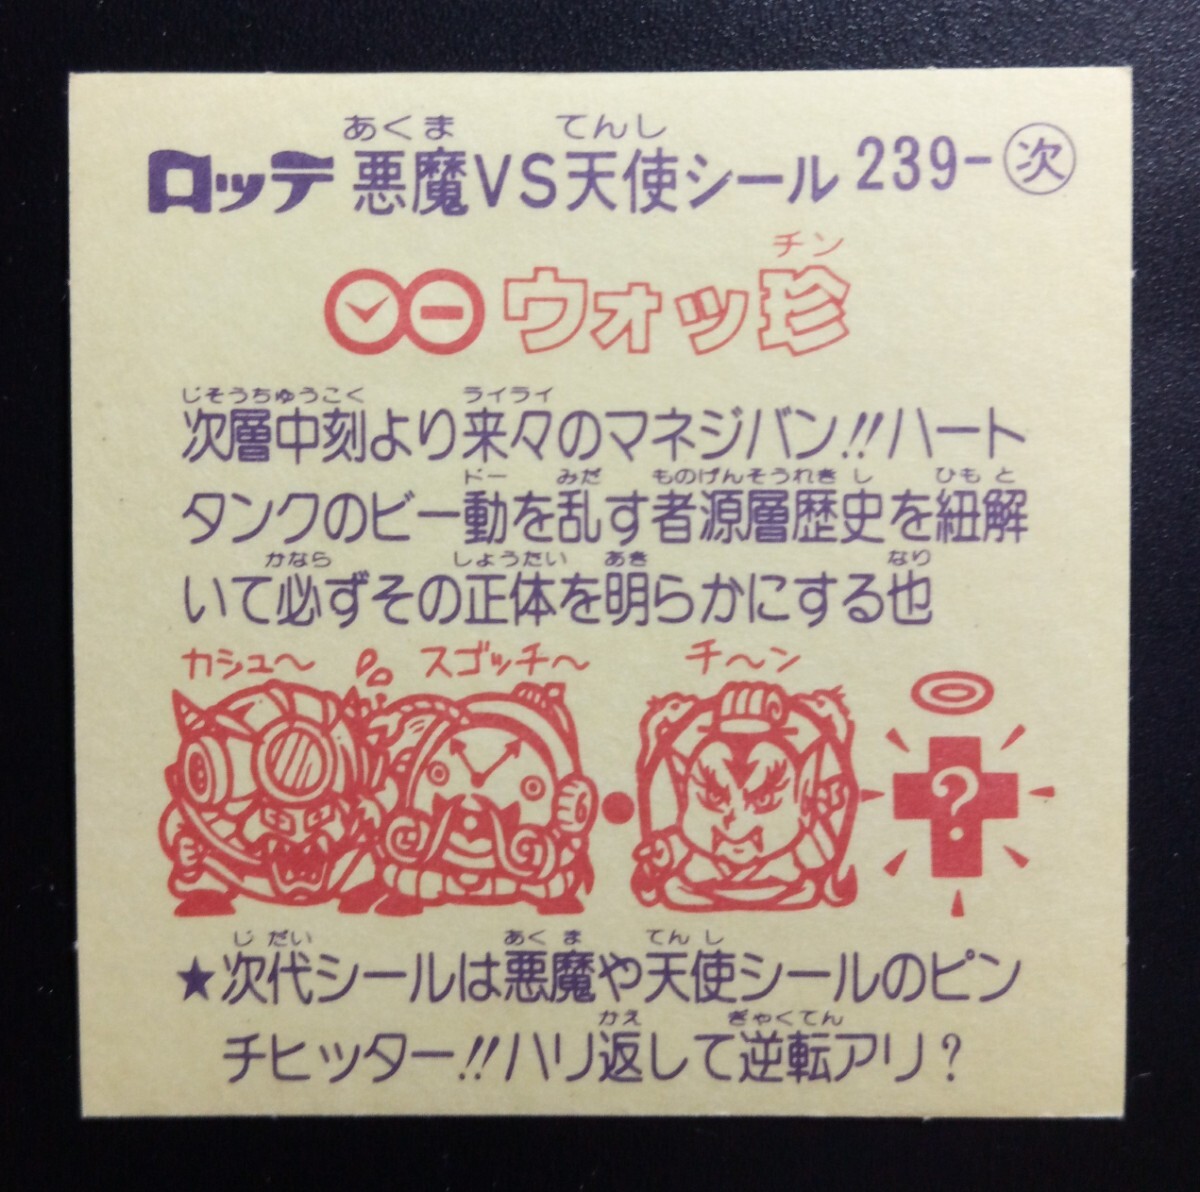 あくま てんし
ロッテ 悪魔VS天使シール 239-次
チン
ウォッ珍
じそうちゅうこく ライライ
次層中刻より来々のマネジバン!!ハート
ドー みだ ものげんそうれきし ひもと
タンクのビー動を乱す者源層歴史を紐解
かなら しょうたい あき なり
いて必ずその正体を明らかにする也
カシュ〜 スゴッチ〜 チ〜ン
?
じだい あくま てんし
★次代シールは悪魔や天使シールのピン
かえ ぎゃくてん
チヒッター!!ハリ返して逆転アリ?